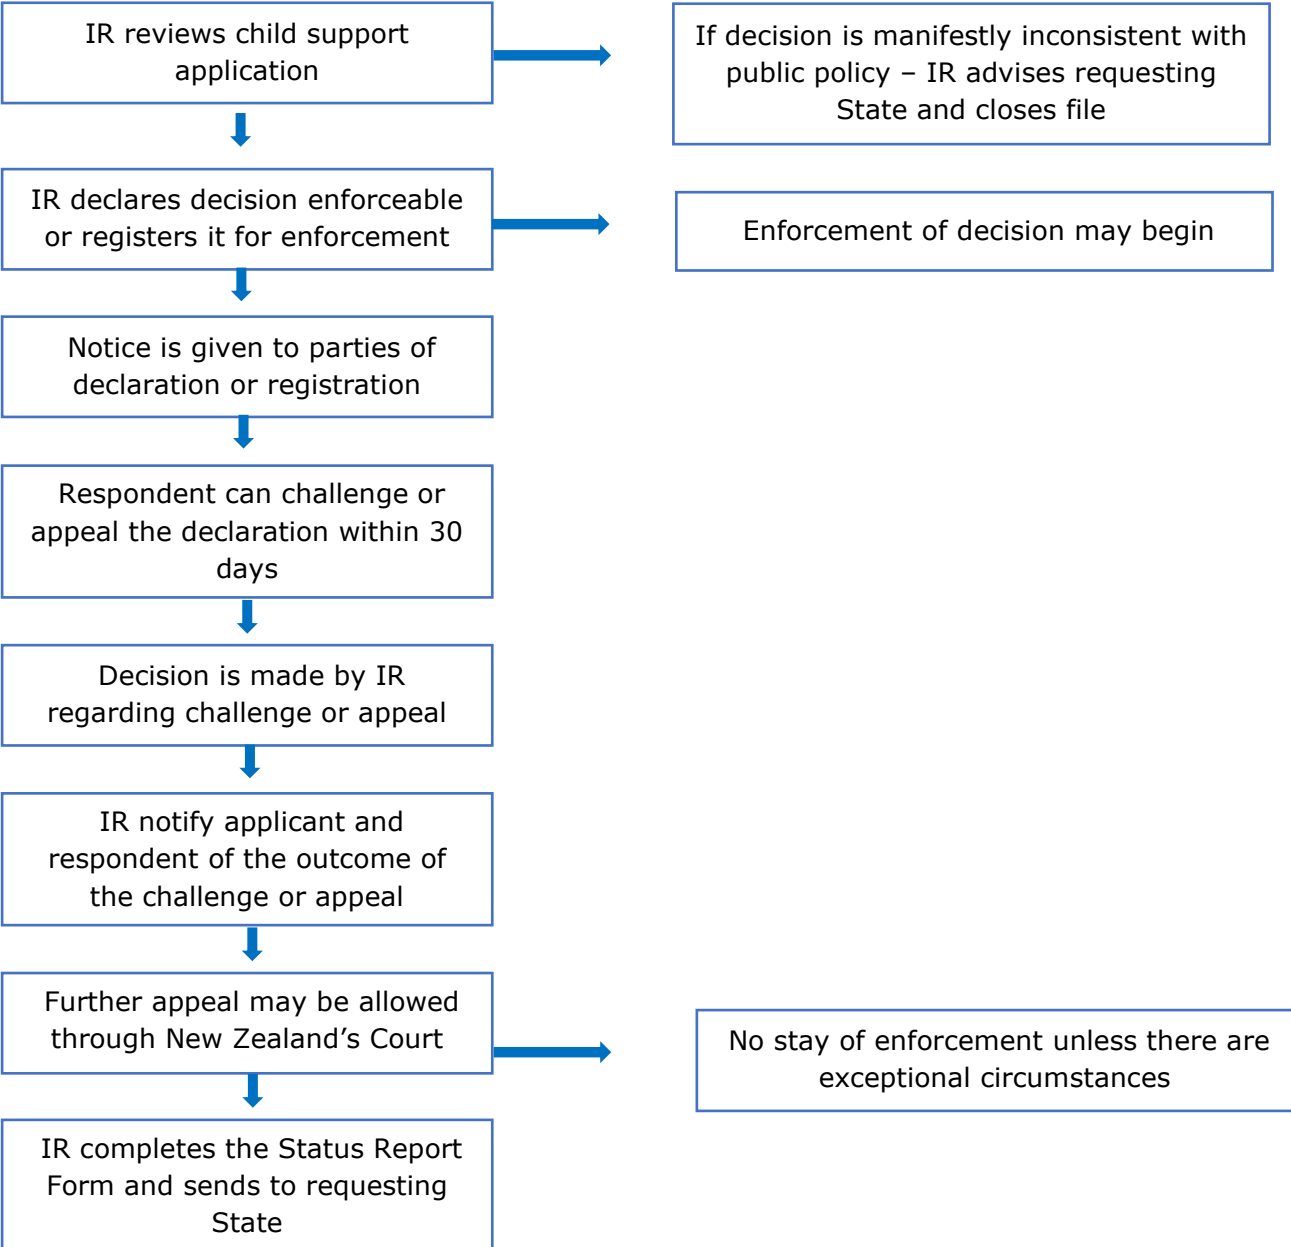 IR reviews child support
application
If decision is manifestly inconsistent with
public policy – IR advises requesting
State and closes file
IR declares decision enforceable
or registers it for enforcement
Enforcement of decision may begin
Notice is given to parties of
declaration or registration
Respondent can challenge or
appeal the declaration within 30
days
Decision is made by IR
regarding challenge or appeal
IR notify applicant and
respondent of the outcome of
the challenge or appeal
Further appeal may be allowed
through New Zealand’s Court
No stay of enforcement unless there are
exceptional circumstances
IR completes the Status Report
Form and sends to requesting
State